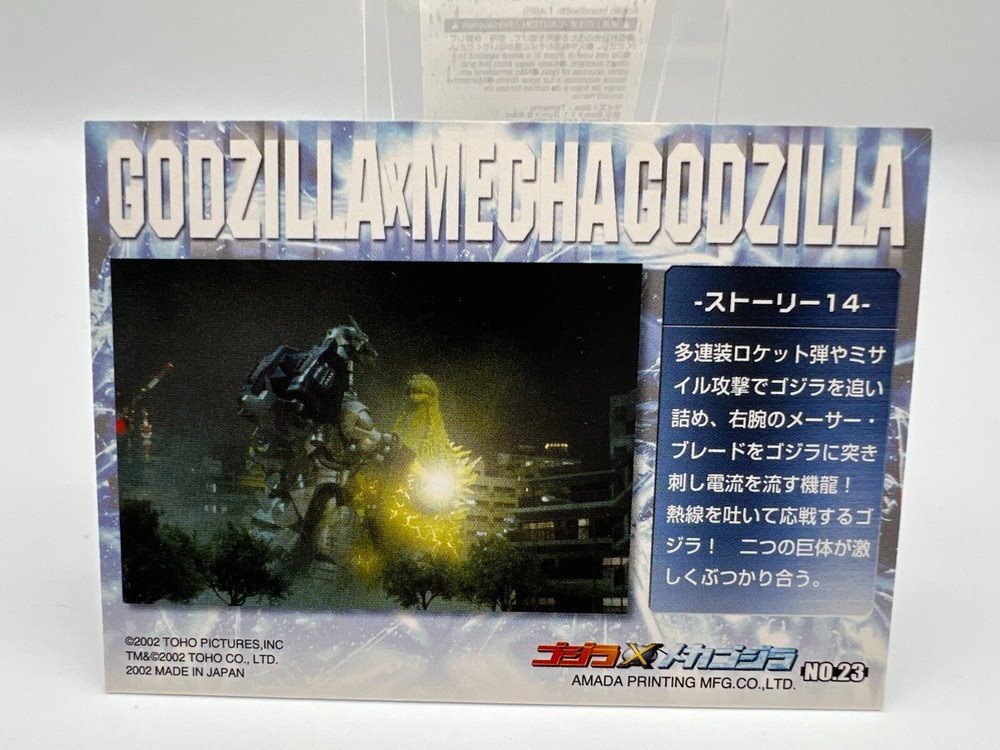 GODZILLAXMECHAGODZILLA
-ストーリー14-
多連装ロケット弾やミサ
イル攻撃でゴジラを追い
詰め、右腕のメーサー・
ブレードをゴジラに突き
刺し電流を流す機龍！
熱線を吐いて応戦するゴ
ジラ！　二つの巨体が激
しくぶつかり合う。
©2002 TOHO PICTURES,INC
TM&©2002 TOHO CO., LTD.
2002 MADE IN JAPAN
ゴジラXメカゴジラ
AMADA PRINTING MFG.CO.,LTD.
NO.23